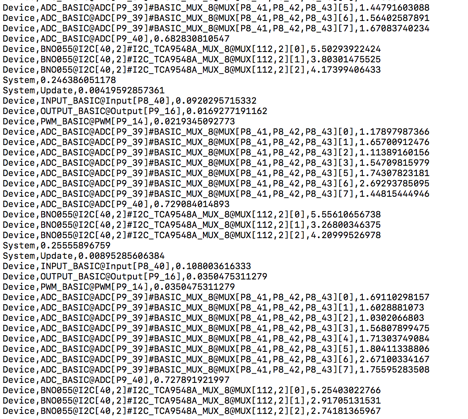 Device,ADC_BASIC@ADC[P9_39]#BASIC_MUX_8@MUX[P8_41,P8_42,P8_43][5],1.44791603088
Device,ADC_BASIC@ADC[P9_39]#BASIC_MUX_8@MUX[P8_41,P8_42,P8_43][6],1.56402587891
Device,ADC_BASIC@ADC[P9_39]#BASIC_MUX_8@MUX[P8_41,P8_42,P8_43][7],1.67083740234
Device,ADC_BASIC@ADC[P9_40],0.682830810547
Device,BNO055@I2C[40,2]#I2C_TCA9548A_MUX_8@MUX[112,2][0],5.50293922424
Device,BNO055@I2C[40,2]#I2C_TCA9548A_MUX_8@MUX[112,2][1],3.80301475525
Device,BNO055@I2C[40,2]#I2C_TCA9548A_MUX_8@MUX[112,2][2],4.17399406433
System,0.246386051178
System,Update,0.00419592857361
Device,INPUT_BASIC@Input[P8_40],0.0920295715332
Device,OUTPUT_BASIC@Output[P9_16],0.0169277191162
Device,PWM_BASIC@PWM[P9_14],0.0219345092773
Device,ADC_BASIC@ADC[P9_39]#BASIC_MUX_8@MUX[P8_41,P8_42,P8_43][0],1.17897987366
Device,ADC_BASIC@ADC[P9_39]#BASIC_MUX_8@MUX[P8_41,P8_42,P8_43][1],1.65700912476
Device,ADC_BASIC@ADC[P9_39]#BASIC_MUX_8@MUX[P8_41,P8_42,P8_43][2],1.11389160156
Device,ADC_BASIC@ADC[P9_39]#BASIC_MUX_8@MUX[P8_41,P8_42,P8_43][3],1.54709815979
Device,ADC_BASIC@ADC[P9_39]#BASIC_MUX_8@MUX[P8_41,P8_42,P8_43][5],1.74307823181
Device,ADC_BASIC@ADC[P9_39]#BASIC_MUX_8@MUX[P8_41,P8_42,P8_43][6],2.69293785095
Device,ADC_BASIC@ADC[P9_39]#BASIC_MUX_8@MUX[P8_41,P8_42,P8_43][7],1.44815444946
Device,ADC_BASIC@ADC[P9_40],0.729084014893
Device,BNO055@I2C[40,2]#I2C_TCA9548A_MUX_8@MUX[112,2][0],5.55610656738
Device,BNO055@I2C[40,2]#I2C_TCA9548A_MUX_8@MUX[112,2][1],3.26800346375
Device,BNO055@I2C[40,2]#I2C_TCA9548A_MUX_8@MUX[112,2][2],4.20999526978
System,0.25555896759
System,Update,0.00895285606384
Device,INPUT_BASIC@Input[P8_40],0.108003616333
Device,OUTPUT_BASIC@Output[P9_16],0.0350475311279
Device,PWM_BASIC@PWM[P9_14],0.0350475311279
Device,ADC_BASIC@ADC[P9_39]#BASIC_MUX_8@MUX[P8_41,P8_42,P8_43][0],1.69110298157
Device,ADC_BASIC@ADC[P9_39]#BASIC_MUX_8@MUX[P8_41,P8_42,P8_43][1],1.6028881073
Device,ADC_BASIC@ADC[P9_39]#BASIC_MUX_8@MUX[P8_41,P8_42,P8_43][2],1.0302066803
Device,ADC_BASIC@ADC[P9_39]#BASIC_MUX_8@MUX[P8_41,P8_42,P8_43][3],1.56807899475
Device,ADC_BASIC@ADC[P9_39]#BASIC_MUX_8@MUX[P8_41,P8_42,P8_43][4],1.71303749084
Device,ADC_BASIC@ADC[P9_39]#BASIC_MUX_8@MUX[P8_41,P8_42,P8_43][5],1.80411338806
Device,ADC_BASIC@ADC[P9_39]#BASIC_MUX_8@MUX[P8_41,P8_42,P8_43][6],2.67100334167
Device,ADC_BASIC@ADC[P9_39]#BASIC_MUX_8@MUX[P8_41,P8_42,P8_43][7],1.75595283508
Device,ADC_BASIC@ADC[P9_40],0.727891921997
Device,BNO055@I2C[40,2]#I2C_TCA9548A_MUX_8@MUX[112,2][0],5.25403022766
Device,BNO055@I2C[40,2]#I2C_TCA9548A_MUX_8@MUX[112,2][1],2.91705131531
Device,BNO055@I2C[40,2]#I2C_TCA9548A_MUX_8@MUX[112,2][2],2.74181365967